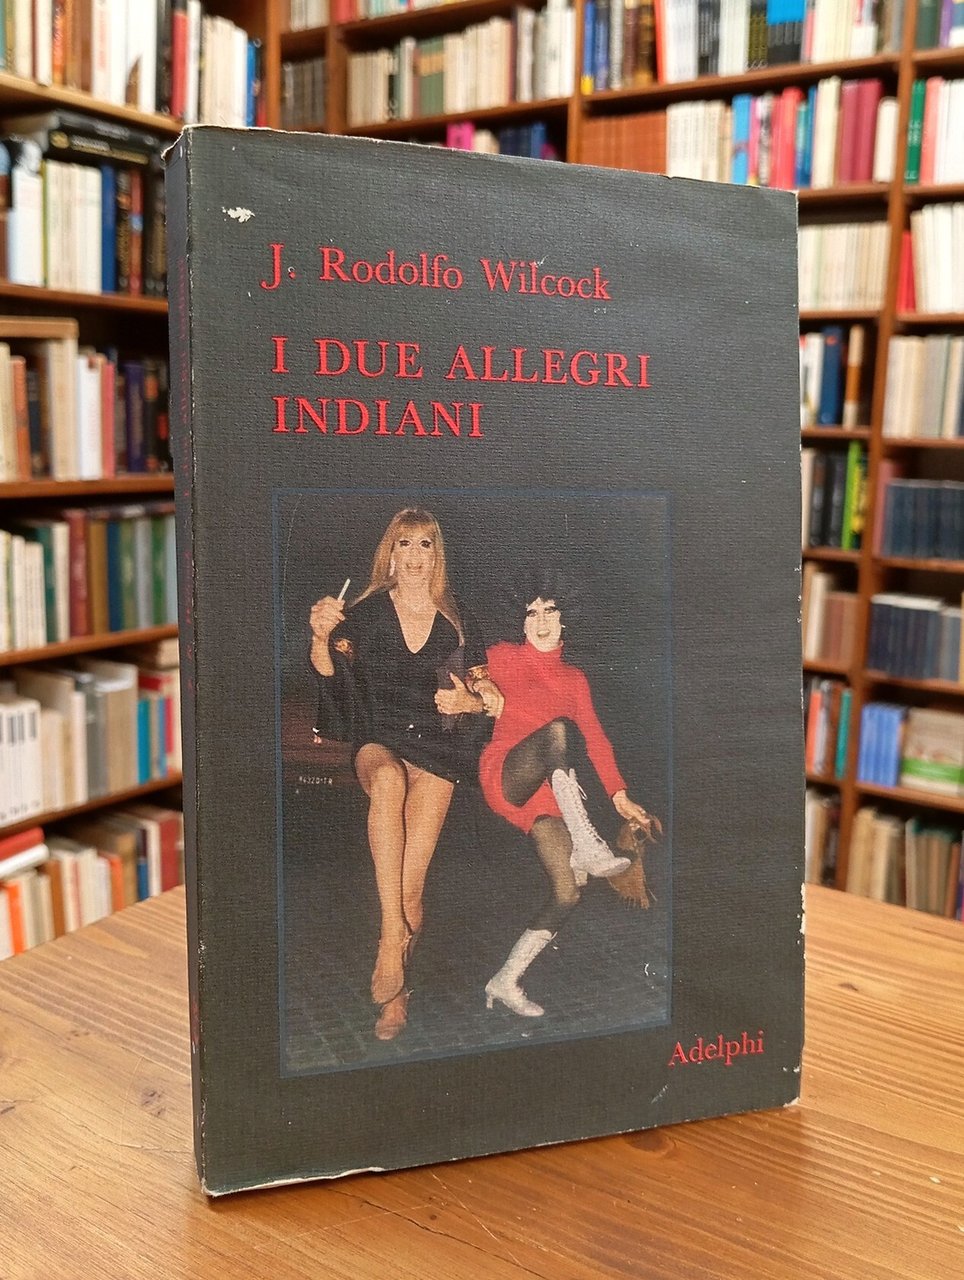 J. Rodolfo Wilcock
I DUE ALLEGRI
INDIANI
Adelphi